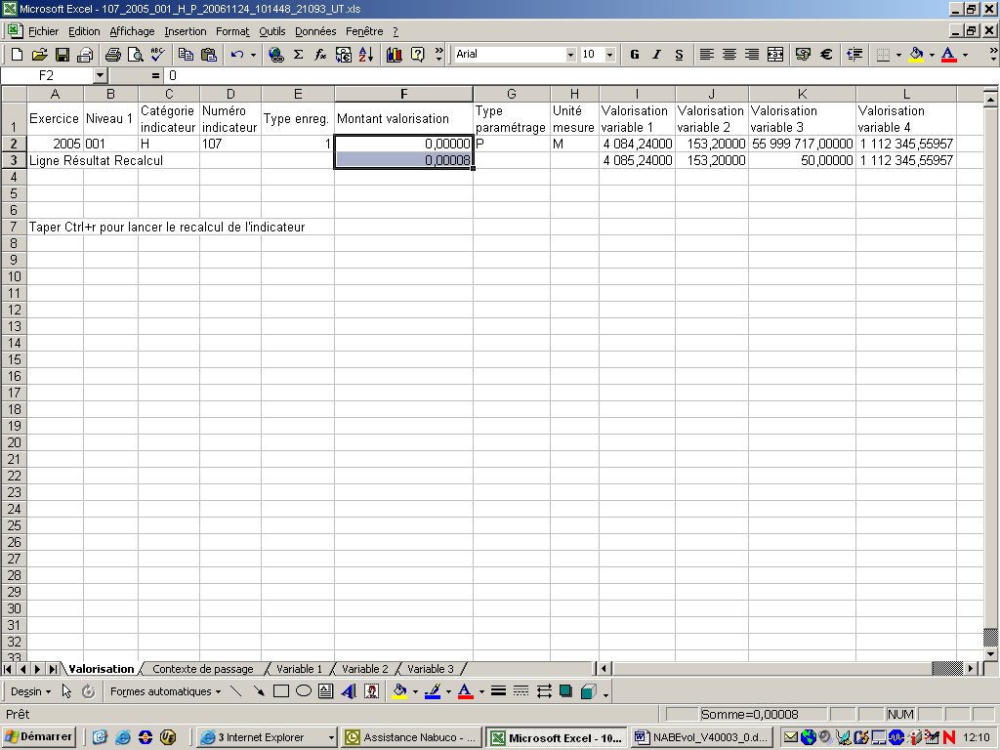 Microsoft Excel - 107_2005_001_H_P_20061124_101448_21093_UT.xls
Fichier Edition Affichage Insertion Format Outils Données Fenêtre ?
Arial 10 G I S
F2 = 0
A B C D E F G H I J K L
1 Exercice Niveau 1 Catégorie indicateur Numéro indicateur Type enreg. Montant valorisation Type paramétrage Unité mesure Valorisation variable 1 Valorisation variable 2 Valorisation variable 3 Valorisation variable 4
2 2005 001 H 107 1 0,00000 P M 4 084,24000 153,20000 55 999 717,00000 1 112 345,55957
3 Ligne Résultat Recalcul 0,00008 4 085,24000 153,20000 50,00000 1 112 345,55957
4
5
6
7 Taper Ctrl+r pour lancer le recalcul de l'indicateur
8
9
10
11
12
13
14
15
16
17
18
19
20
21
22
23
24
25
26
27
28
29
30
31
32
33
Valorisation Contexte de passage Variable 1 Variable 2 Variable 3
Dessin Formes automatiques
Prêt Somme=0,00008 NUM
Démarrer 3 Internet Explorer Assistance Nabuco - ... Microsoft Excel - 10... NABEvol_V40003_0.d... 12:10